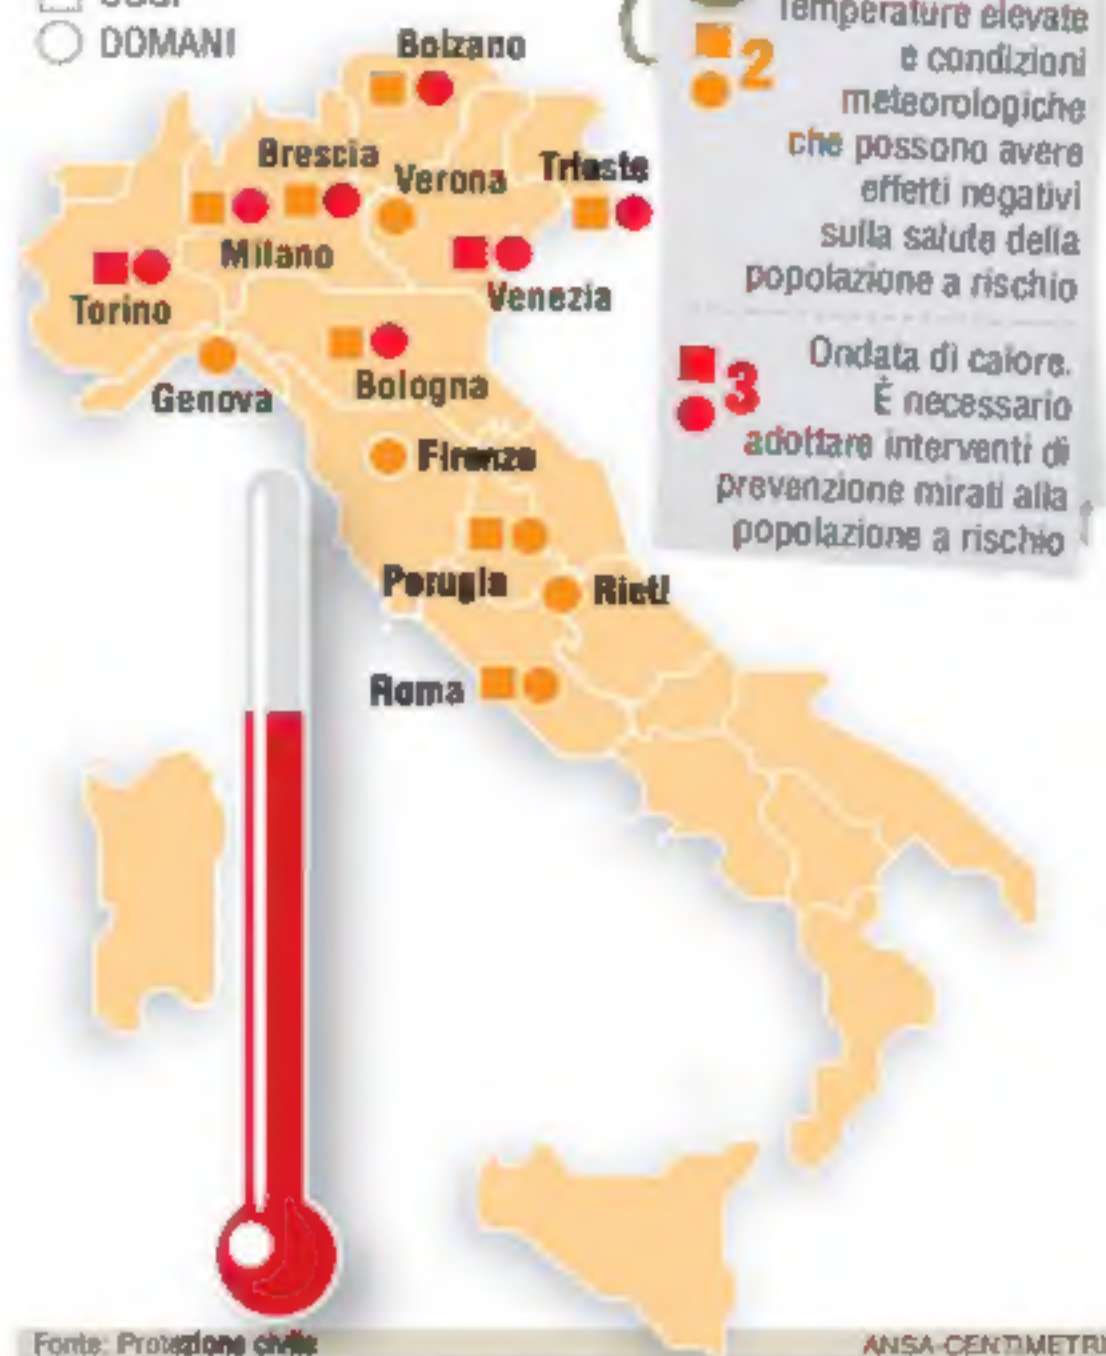 DOMANI
Temperature elevate
2 e condizioni
meteorologiche
che possono avere
effetti negativi
sulla salute della
popolazione a rischio
3 Ondata di calore.
È necessario
adottare interventi di
prevenzione mirati alla
popolazione a rischio
Bolzano
Brescia
Verona
Trieste
Milano
Venezia
Torino
Genova
Bologna
Firenze
Perugia
Rieti
Roma
Fonte: Protezione civile
ANSA-CENTIMETRI